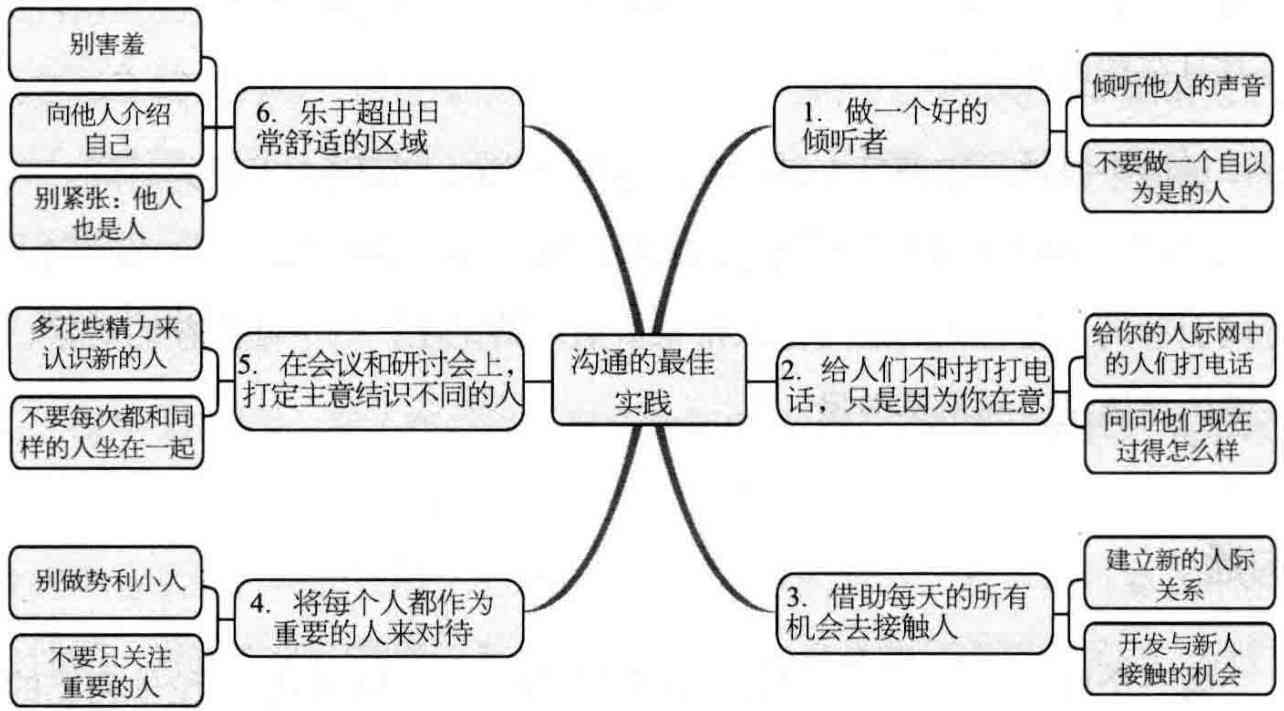 沟通的最佳
实践
1. 做一个好的
倾听者
倾听他人的声音
不要做一个自以
为是的人
2. 给人们不时打打电
话，只是因为你在意
给你的人际网中
的人们打电话
问问他们现在
过得怎么样
3. 借助每天的所有
机会去接触人
建立新的人际
关系
开发与新人
接触的机会
4. 将每个人都作为
重要的人来对待
别做势利小人
不要只关注
重要的人
5. 在会议和研讨会上，
打定主意结识不同的人
多花些精力来
认识新的人
不要每次都和同
样的人坐在一起
6. 乐于超出日
常舒适的区域
别害羞
向他人介绍
自己
别紧张：他人
也是人